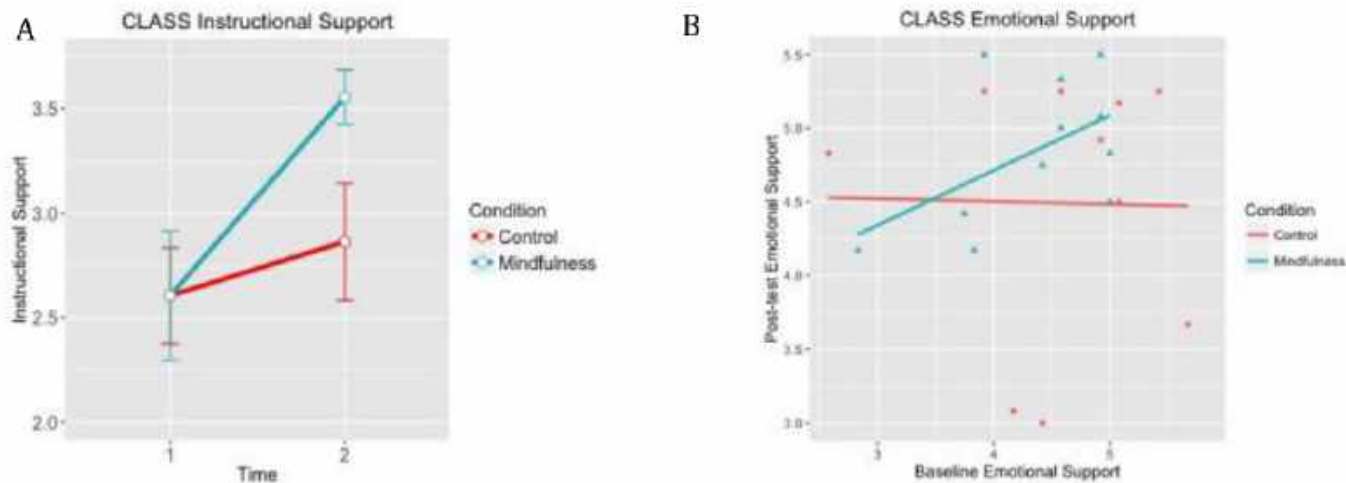 A
CLASS Instructional Support
Instructional Support
3.5
3.0
2.5
2.0
1
2
Time
Condition
Control
Mindfulness
B
CLASS Emotional Support
Post-test Emotional Support
5.5
5.0
4.5
4.0
3.5
3.0
3
4
5
Baseline Emotional Support
Condition
Control
Mindfulness